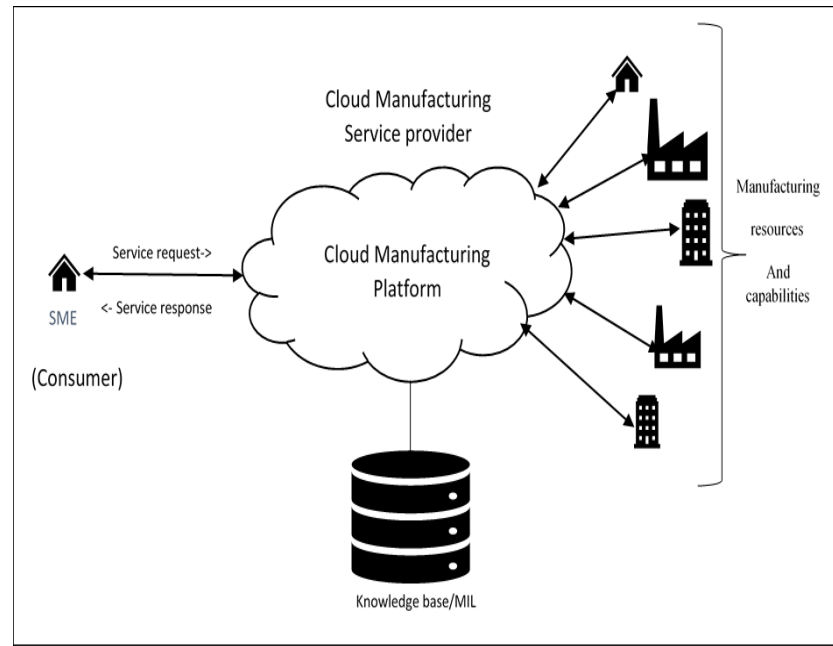 Cloud Manufacturing
Service provider
Cloud Manufacturing
Platform
Service request->
<- Service response
SME
(Consumer)
Manufacturing
resources
And
capabilities
Knowledge base/MIL